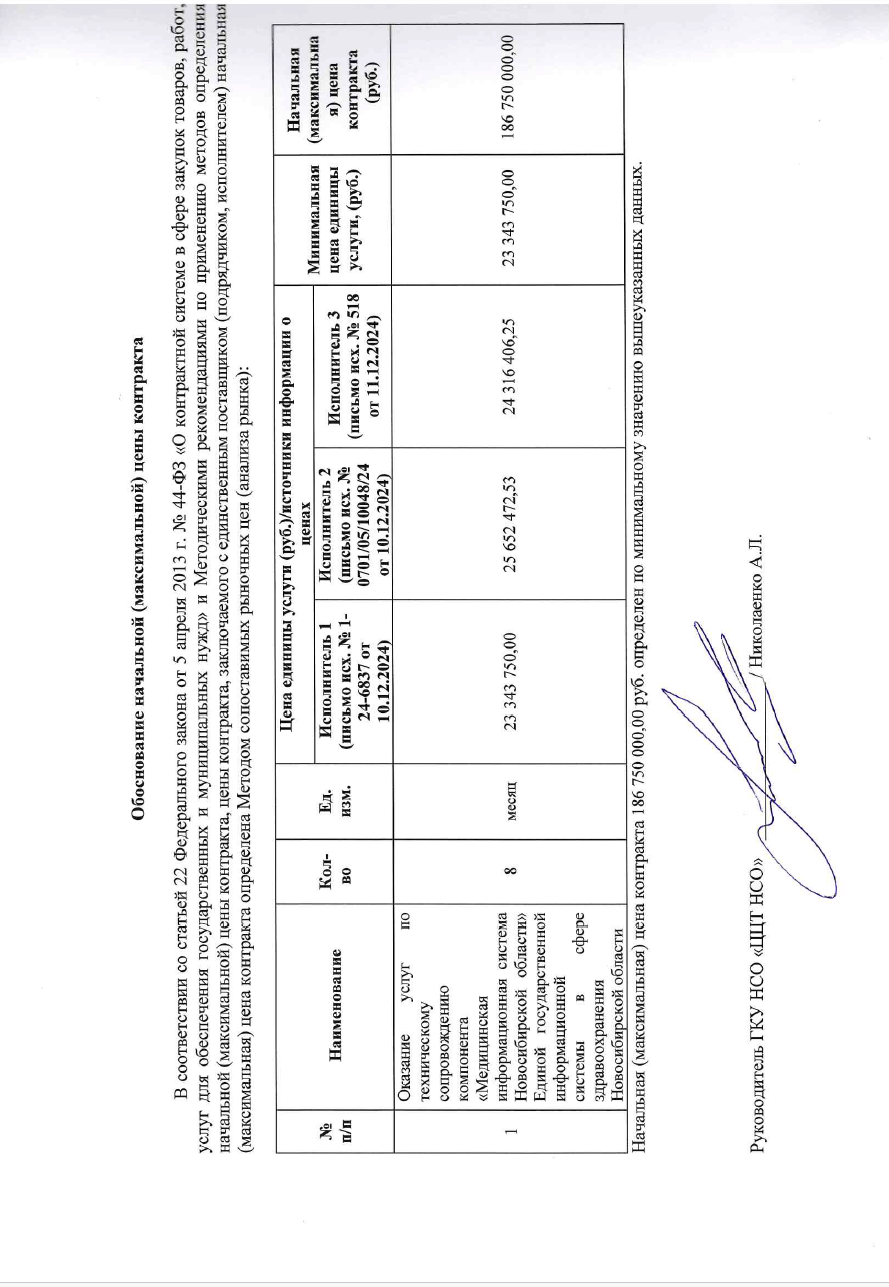 Обоснование начальной (максимальной) цены контракта
В соответствии со статьей 22 Федерального закона от 5 апреля 2013 г. № 44-ФЗ «О контрактной системе в сфере закупок товаров, работ,
услуг для обеспечения государственных и муниципальных нужд» и Методическими рекомендациями по применению методов определения
начальной (максимальной) цены контракта, цены контракта, заключаемого с единственным поставщиком (подрядчиком, исполнителем) начальная
(максимальная) цена контракта определена Методом сопоставимых рыночных цен (анализа рынка):
№
п/п
Наименование
Кол-
во
Ед.
изм.
Цена единицы услуги (руб.)/источники информации о
ценах
Исполнитель 1
(письмо исх. № 1-
24-6837 от
10.12.2024)
Исполнитель 2
(письмо исх. №
0701/05/10048/24
от 10.12.2024)
Исполнитель 3
(письмо исх. № 518
от 11.12.2024)
Минимальная
цена единицы
услуги, (руб.)
Начальная
(максимальна
я) цена
контракта
(руб.)
1
Оказание услуг по
техническому
сопровождению
компонента
«Медицинская
информационная система
Новосибирской области»
Единой государственной
информационной
системы в сфере
здравоохранения
Новосибирской области
8
месяц
23 343 750,00
25 652 472,53
24 316 406,25
23 343 750,00
186 750 000,00
Начальная (максимальная) цена контракта 186 750 000,00 руб. определен по минимальному значению вышеуказанных данных.
Руководитель ГКУ НСО «ЦЦТ НСО» / Николаенко А.Л.